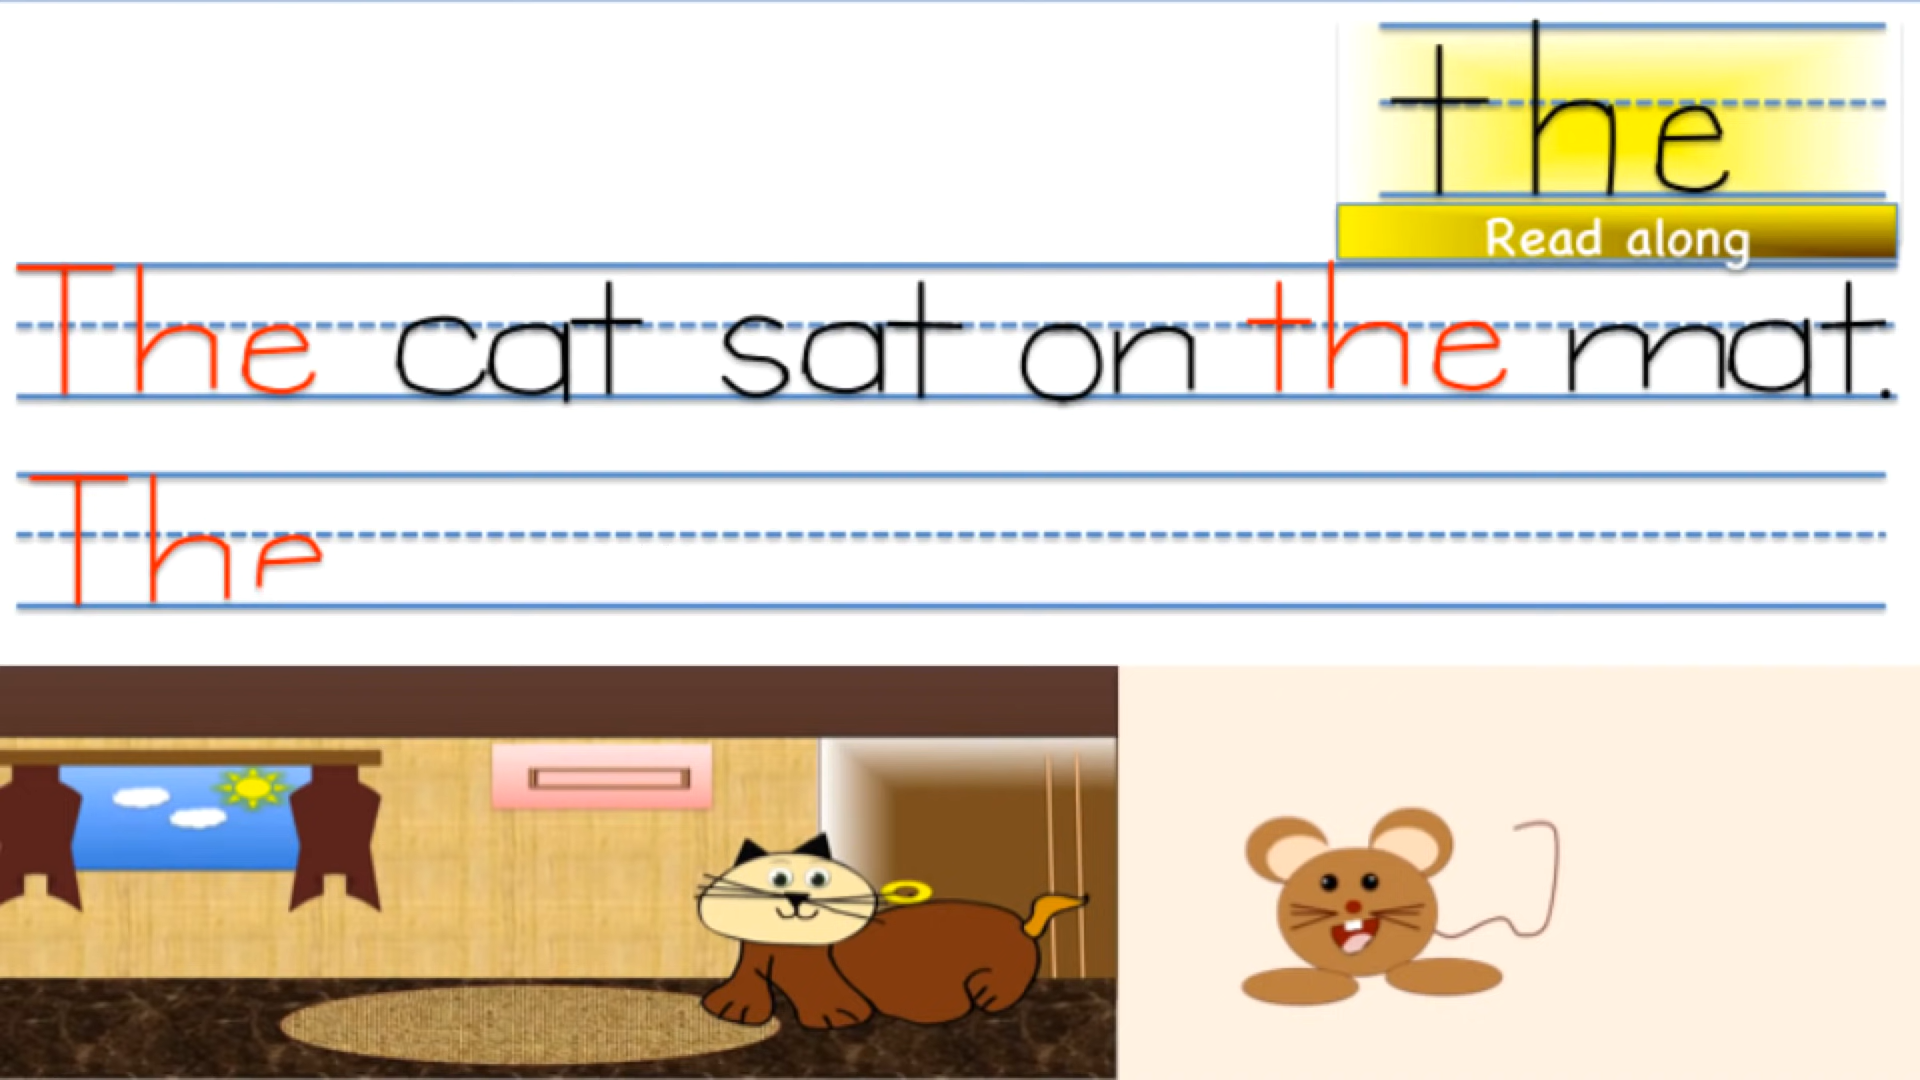 the
Read along
The cat sat on the mat.
The